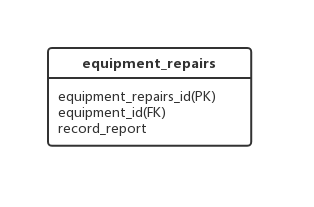 equipment_repairs
equipment_repairs_id(PK)
equipment_id(FK)
record_report